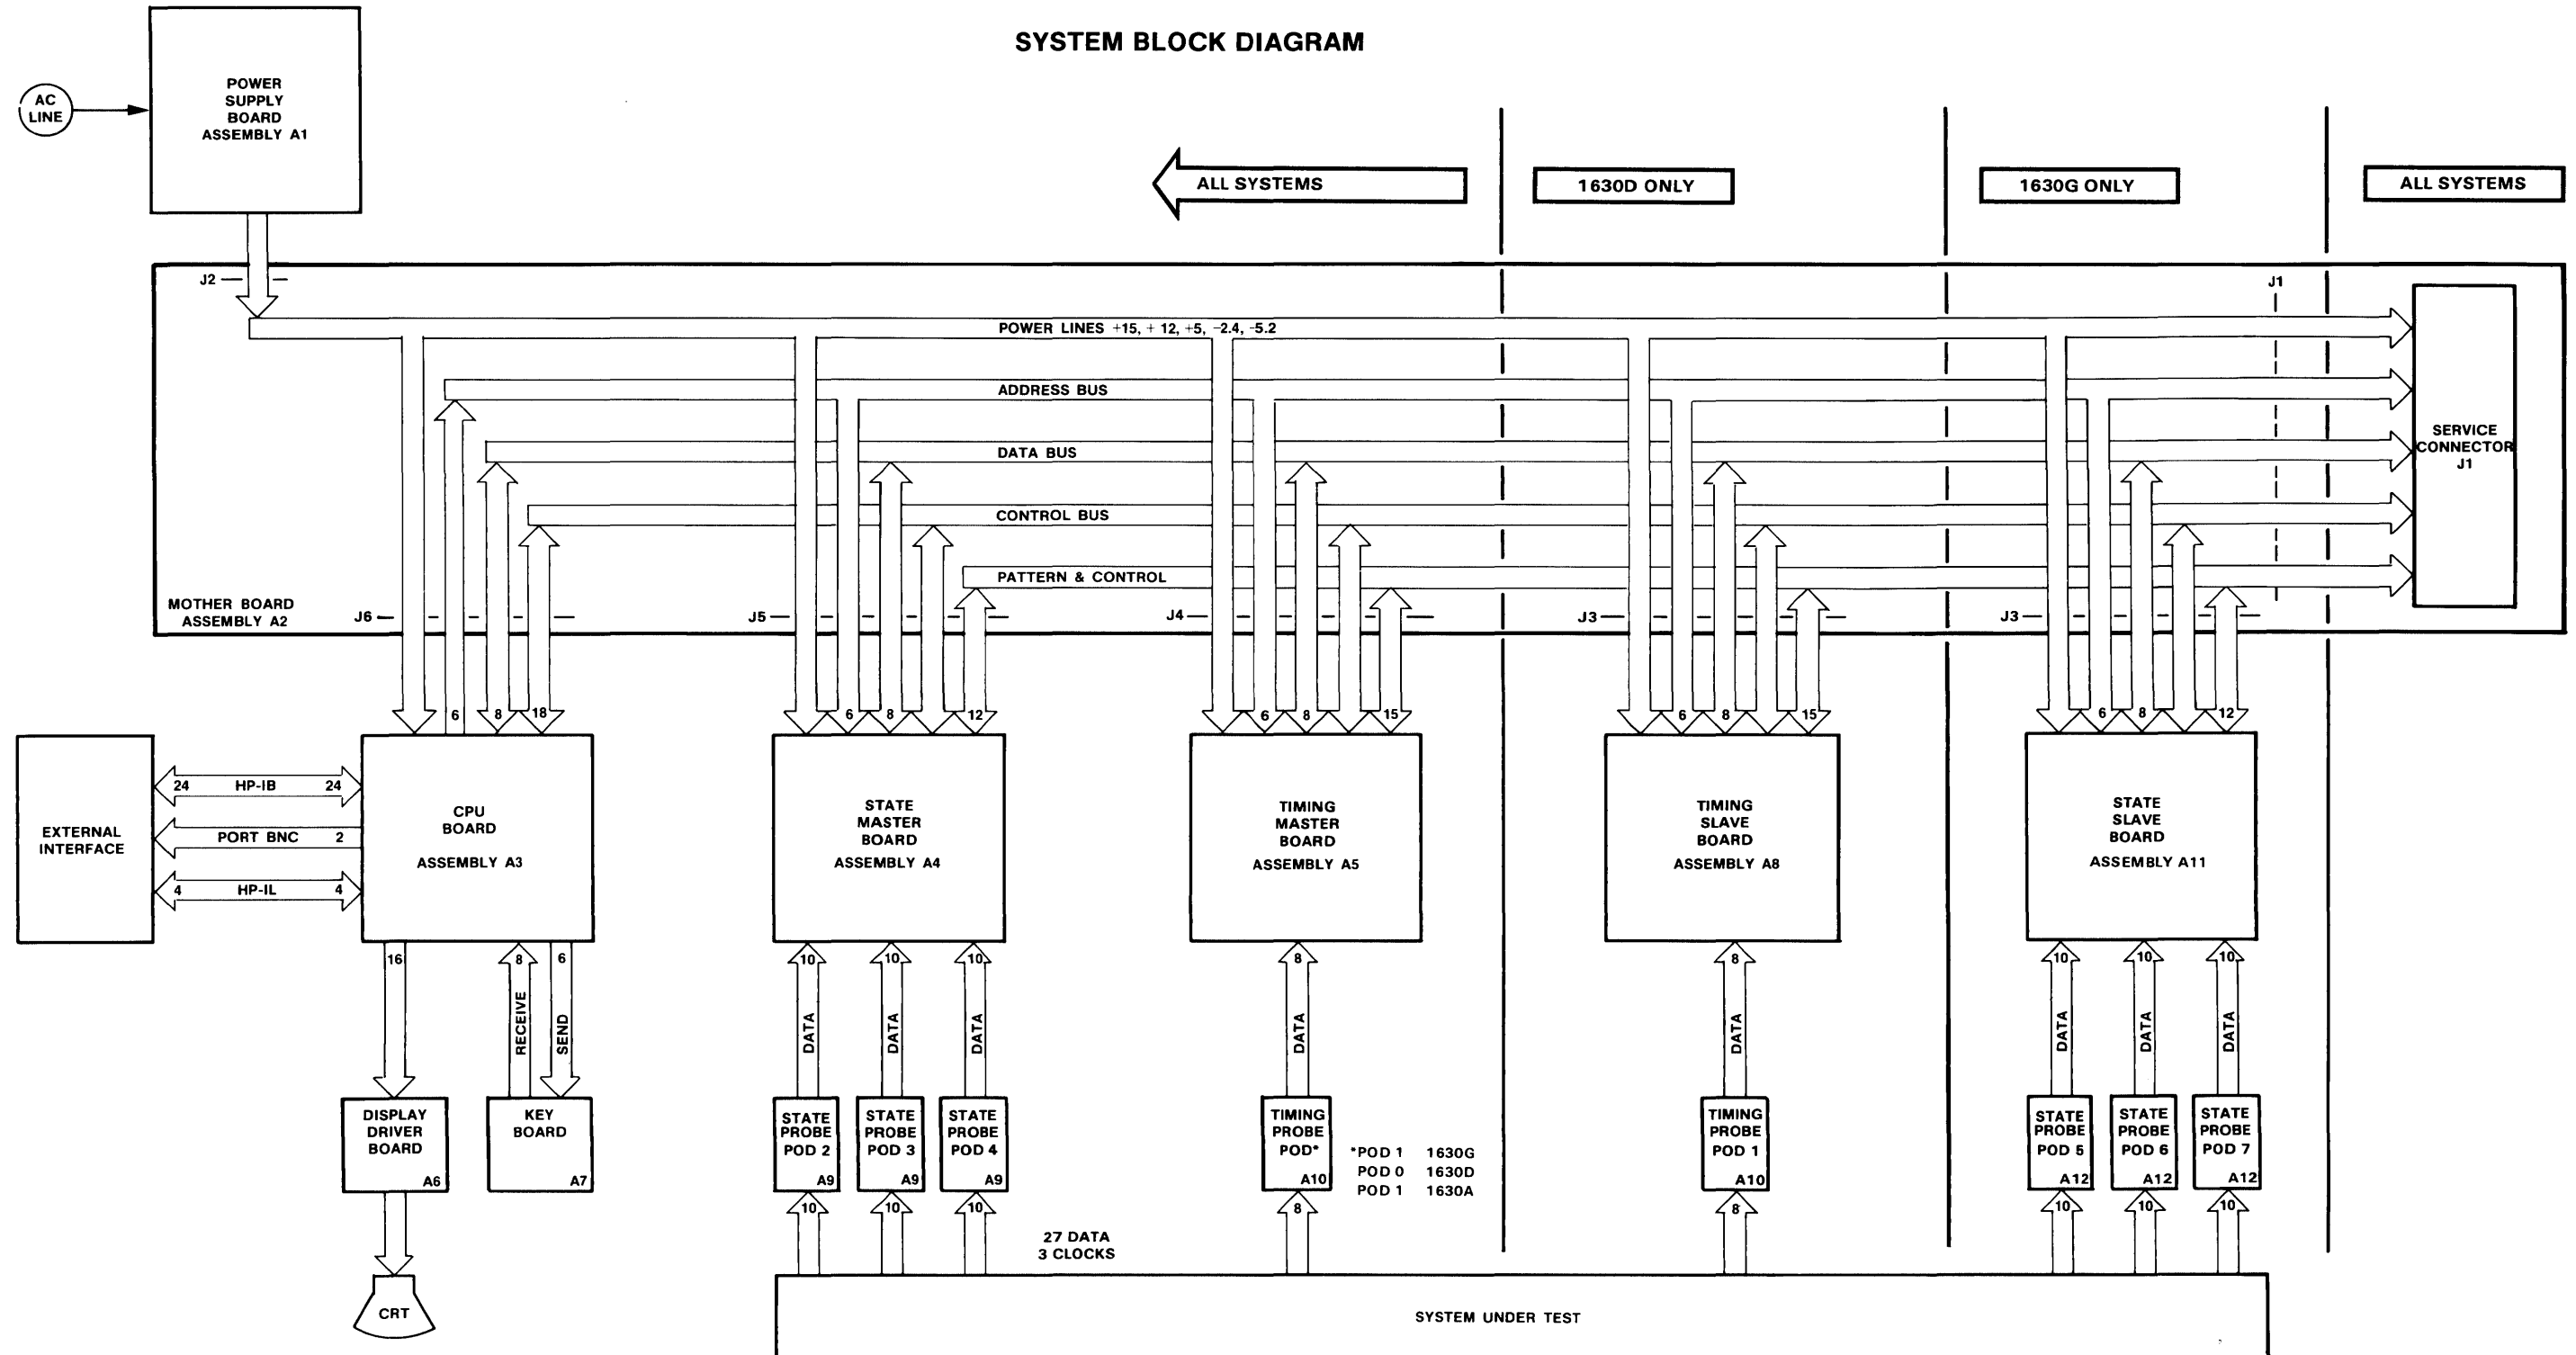 SYSTEM BLOCK DIAGRAM
AC
LINE
POWER
SUPPLY
BOARD
ASSEMBLY A1
ALL SYSTEMS
1630D ONLY
1630G ONLY
ALL SYSTEMS
J2
J1
POWER LINES +15, + 12, +5, -2.4, -5.2
ADDRESS BUS
DATA BUS
CONTROL BUS
PATTERN & CONTROL
SERVICE
CONNECTOR
J1
MOTHER BOARD
ASSEMBLY A2
J6
J5
J4
J3
J3
6
8
18
6
8
12
6
8
15
6
8
15
6
8
12
EXTERNAL
INTERFACE
24 HP-IB 24
PORT BNC 2
4 HP-IL 4
CPU
BOARD
ASSEMBLY A3
STATE
MASTER
BOARD
ASSEMBLY A4
TIMING
MASTER
BOARD
ASSEMBLY A5
TIMING
SLAVE
BOARD
ASSEMBLY A8
STATE
SLAVE
BOARD
ASSEMBLY A11
16
8
6
10
10
10
8
8
10
10
10
RECEIVE
SEND
DATA
DATA
DATA
DATA
DATA
DATA
DATA
DATA
DISPLAY
DRIVER
BOARD
A6
KEY
BOARD
A7
STATE
PROBE
POD 2
A9
STATE
PROBE
POD 3
A9
STATE
PROBE
POD 4
A9
TIMING
PROBE
POD*
A10
*POD 1 1630G
POD 0 1630D
POD 1 1630A
TIMING
PROBE
POD 1
A10
STATE
PROBE
POD 5
A12
STATE
PROBE
POD 6
A12
STATE
PROBE
POD 7
A12
10
10
10
8
8
10
10
10
27 DATA
3 CLOCKS
CRT
SYSTEM UNDER TEST